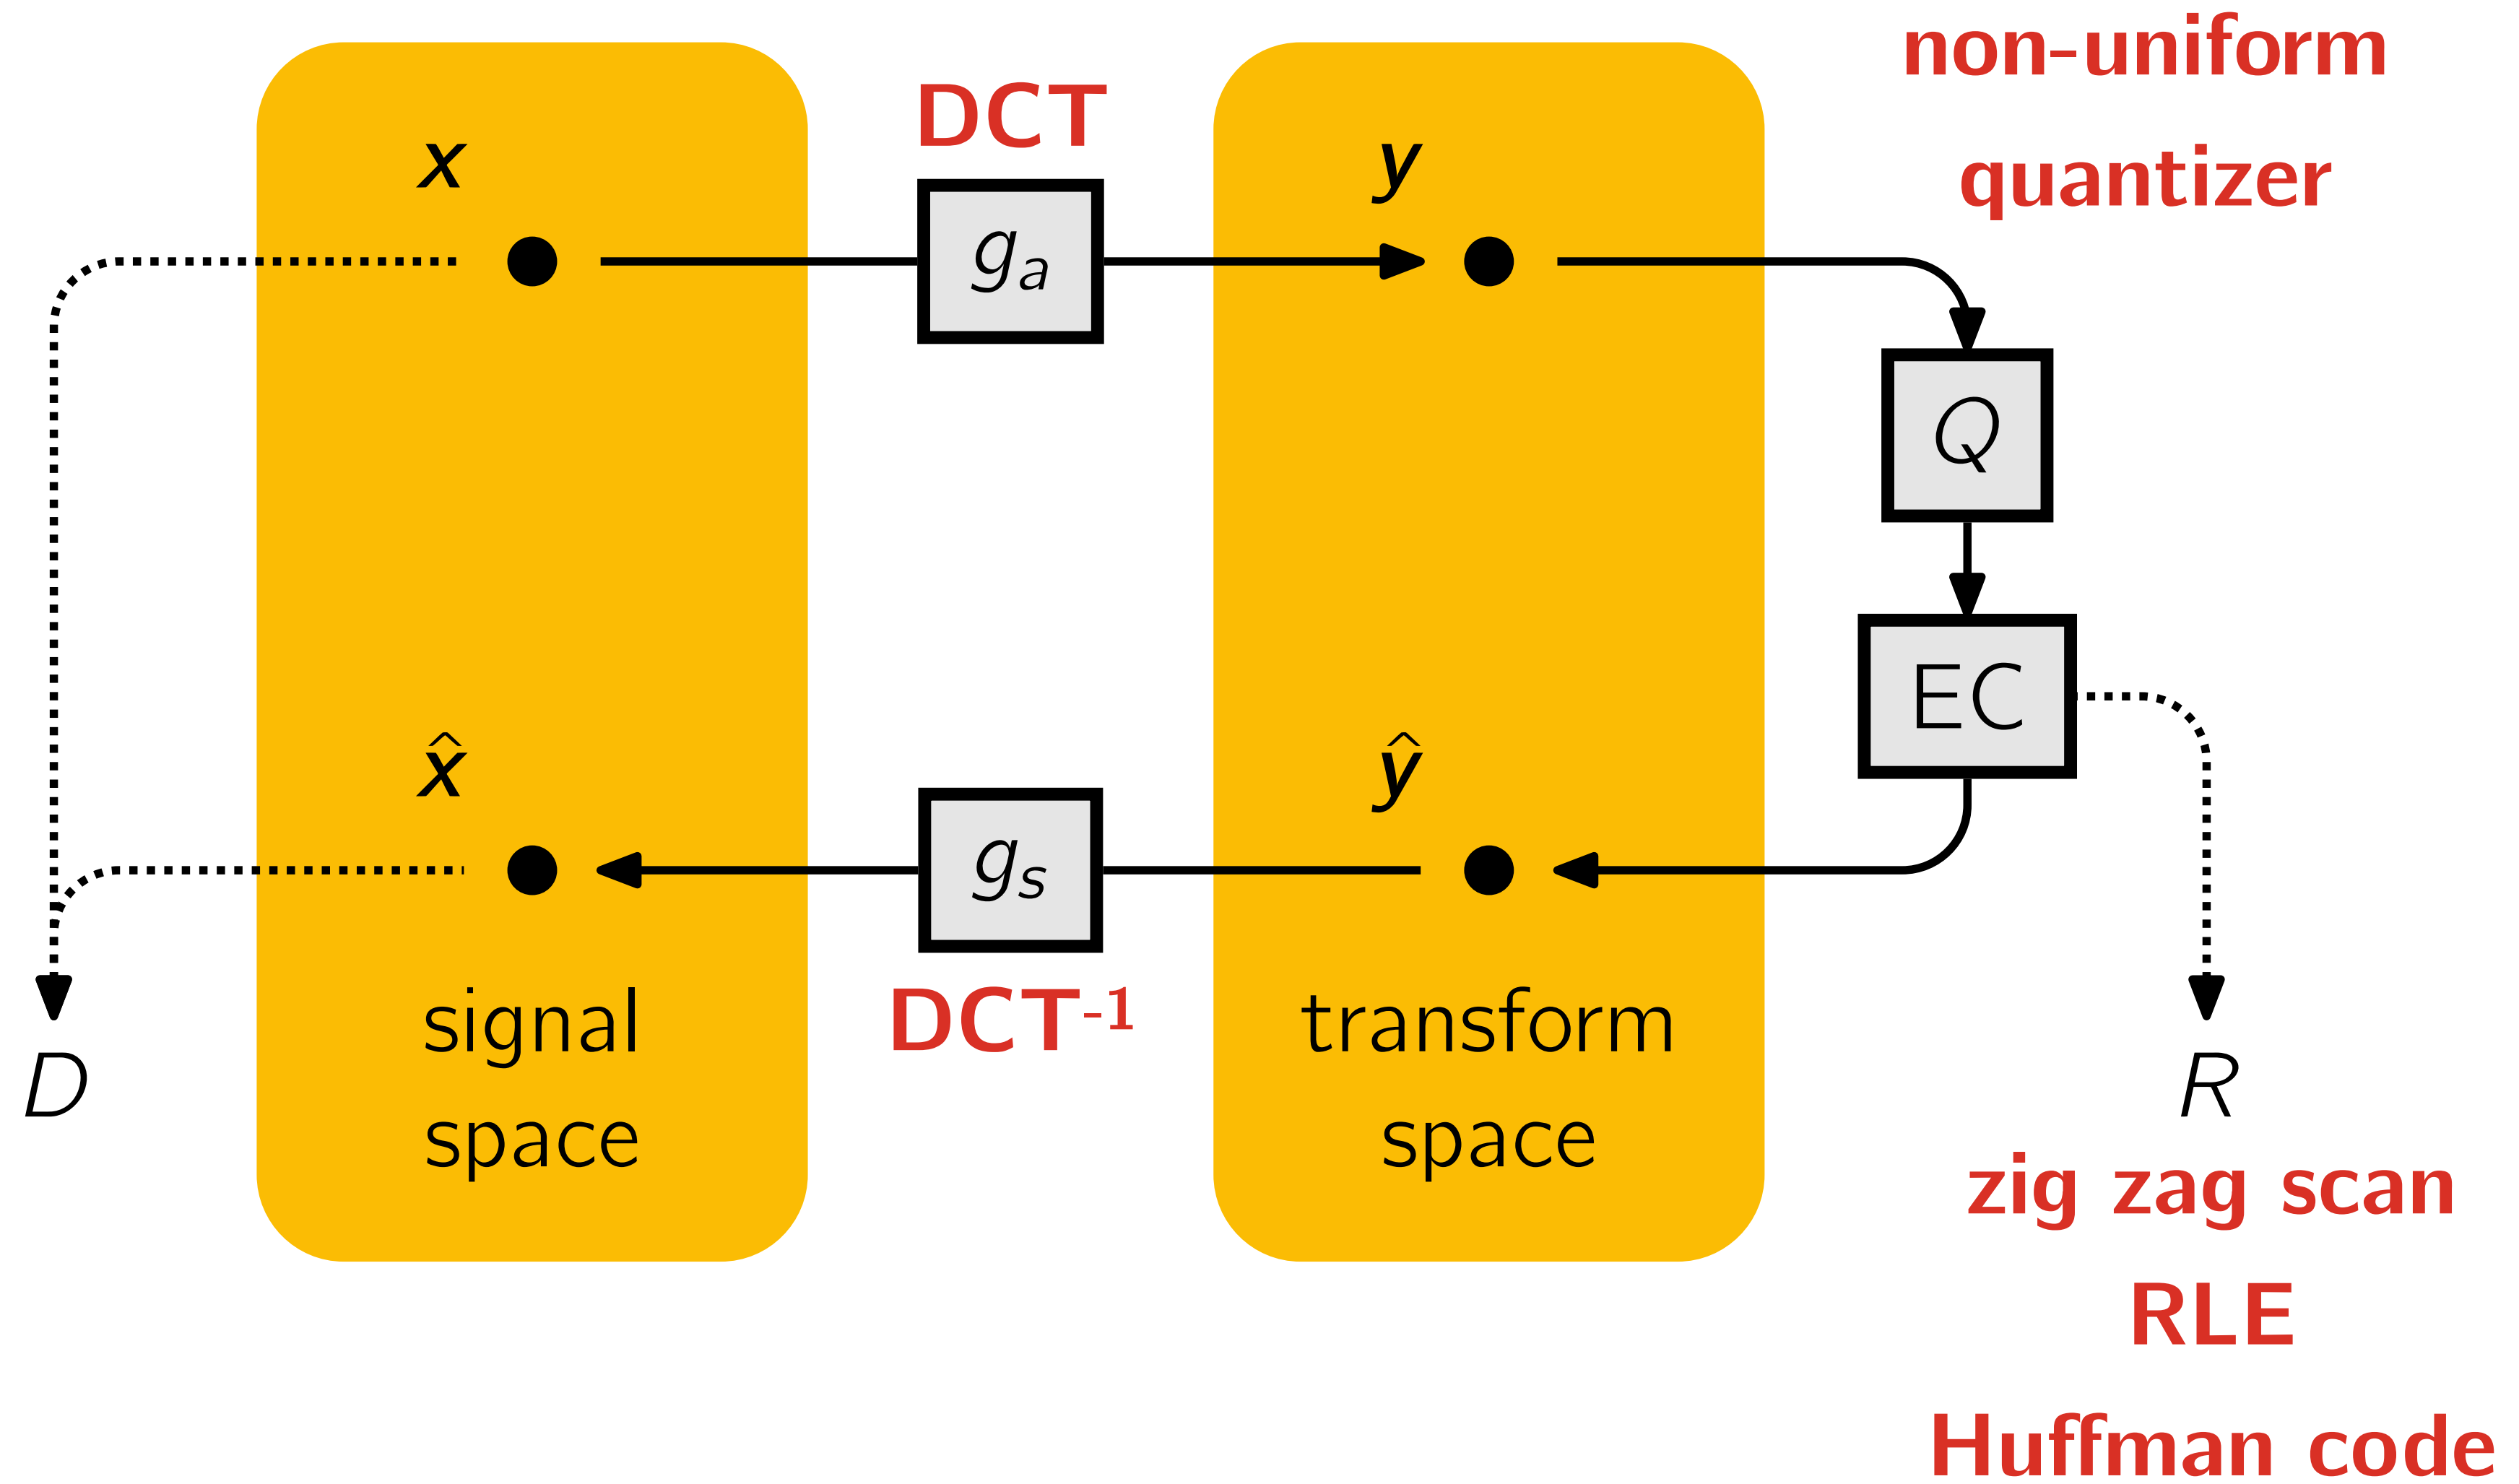 non-uniform
quantizer
DCT
x
y
g_a
Q
EC
x̂
ŷ
g_s
DCT⁻¹
signal
space
transform
space
D
R
zig zag scan
RLE
Huffman code